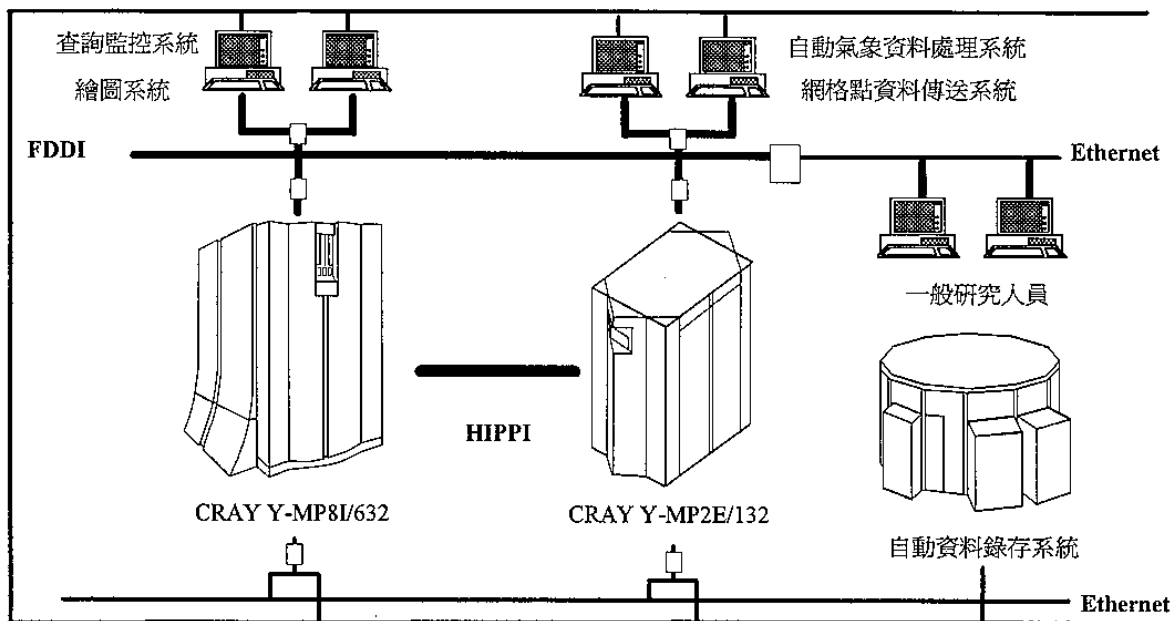 查詢監控系統
繪圖系統
自動氣象資料處理系統
網格點資料傳送系統
FDDI
Ethernet
一般研究人員
HIPPI
CRAY Y-MP8I/632
CRAY Y-MP2E/132
自動資料錄存系統
Ethernet